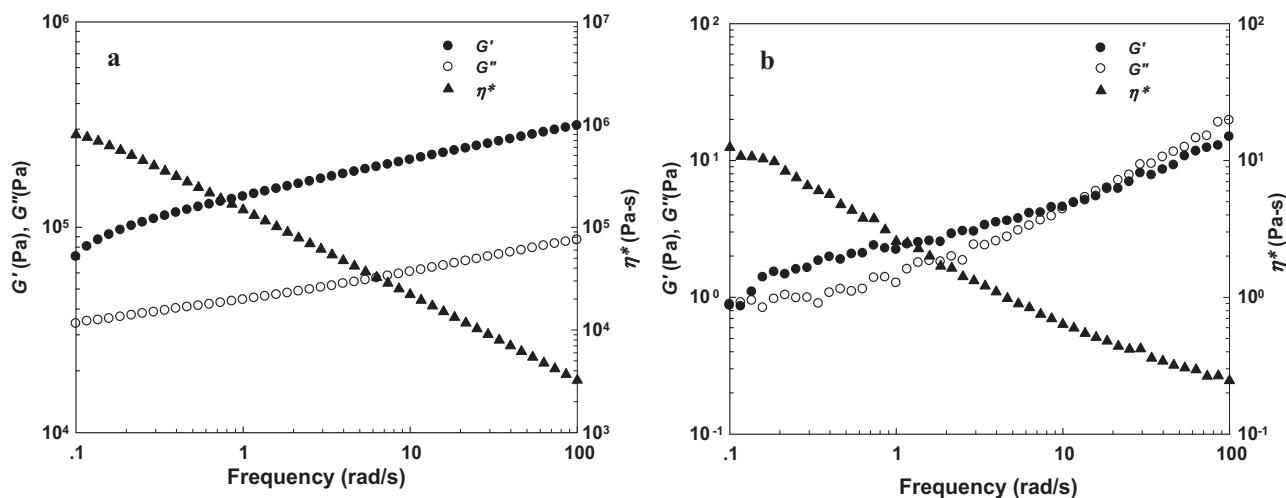 a
G' 
G"
η*
10⁶
10⁵
10⁴
G' (Pa), G"(Pa)
10⁷
10⁶
10⁵
10⁴
10³
η* (Pa-s)
.1
1
10
100
Frequency (rad/s)
b
G'
G"
η*
10²
10¹
10⁰
10⁻¹
G' (Pa), G"(Pa)
10²
10¹
10⁰
10⁻¹
η* (Pa-s)
0.1
1
10
100
Frequency (rad/s)